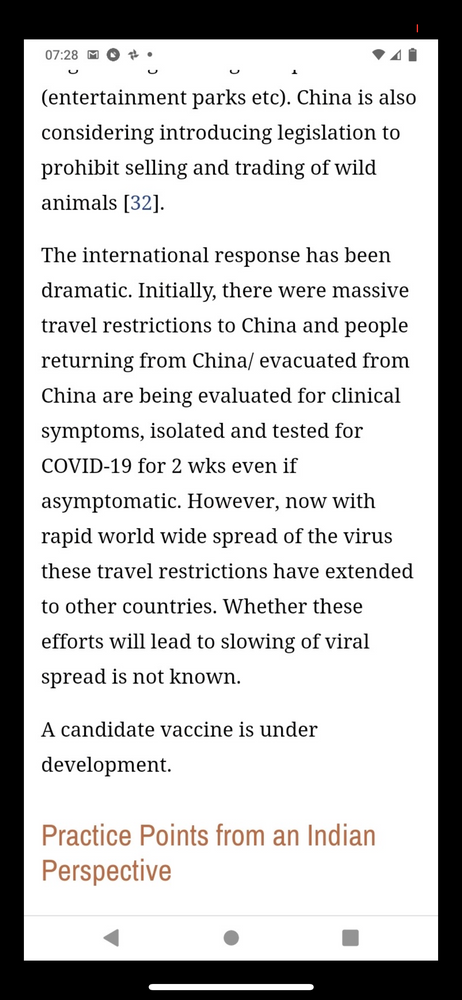 07:28
(entertainment parks etc). China is also
considering introducing legislation to
prohibit selling and trading of wild
animals [32].
The international response has been
dramatic. Initially, there were massive
travel restrictions to China and people
returning from China/ evacuated from
China are being evaluated for clinical
symptoms, isolated and tested for
COVID-19 for 2 wks even if
asymptomatic. However, now with
rapid world wide spread of the virus
these travel restrictions have extended
to other countries. Whether these
efforts will lead to slowing of viral
spread is not known.
A candidate vaccine is under
development.
Practice Points from an Indian
Perspective